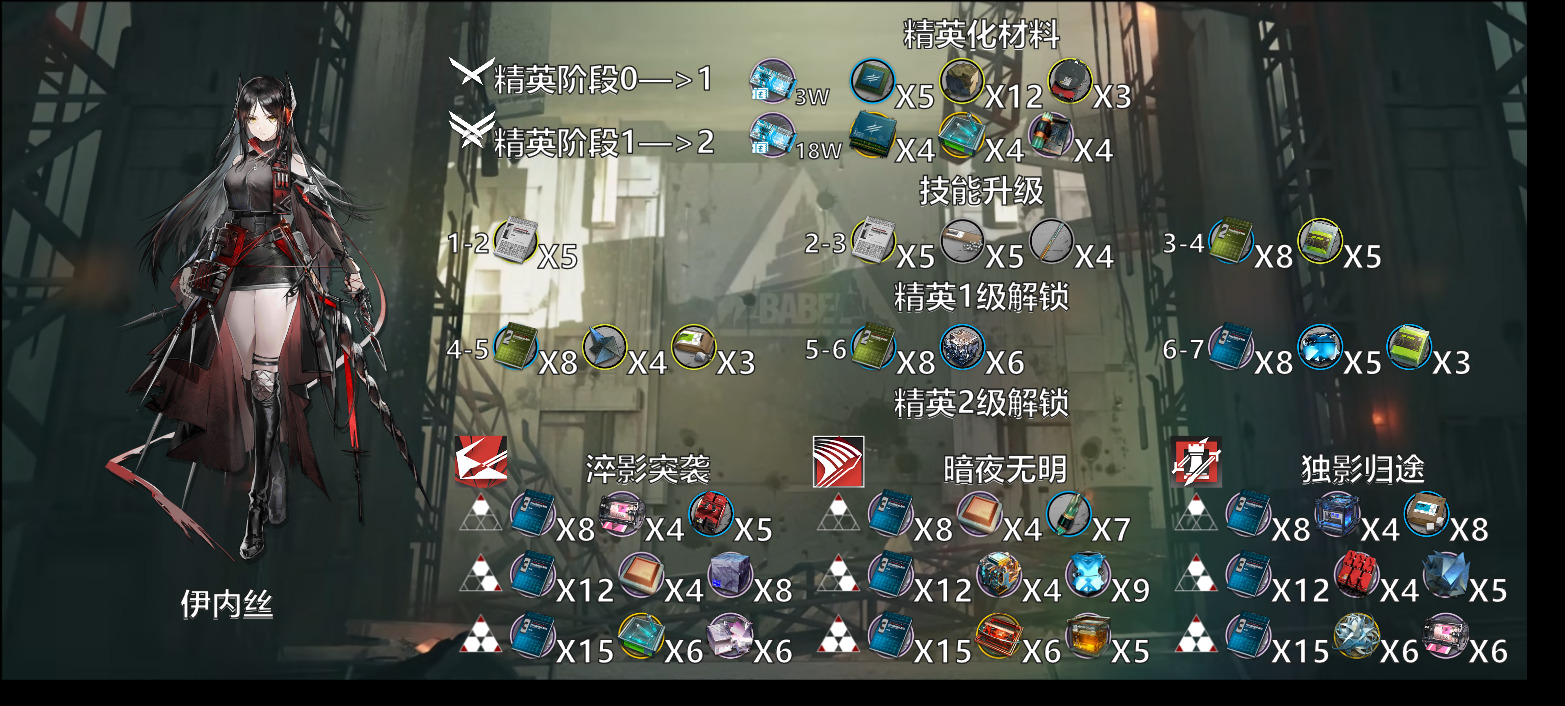 精英化材料
精英阶段0—>1 3W X5 X12 X3
精英阶段1—>2 18W X4 X4 X4
技能升级
1-2 X5 2-3 X5 X5 X4 3-4 X8 X5
精英1级解锁
4-5 X8 X4 X3 5-6 X8 X6 6-7 X8 X5 X3
精英2级解锁
淬影突袭 暗夜无明 独影归途
X8 X4 X5 X8 X4 X7 X8 X4 X8
X12 X4 X8 X12 X4 X9 X12 X4 X5
X15 X6 X6 X15 X6 X5 X15 X6 X6
伊内丝
BABEL